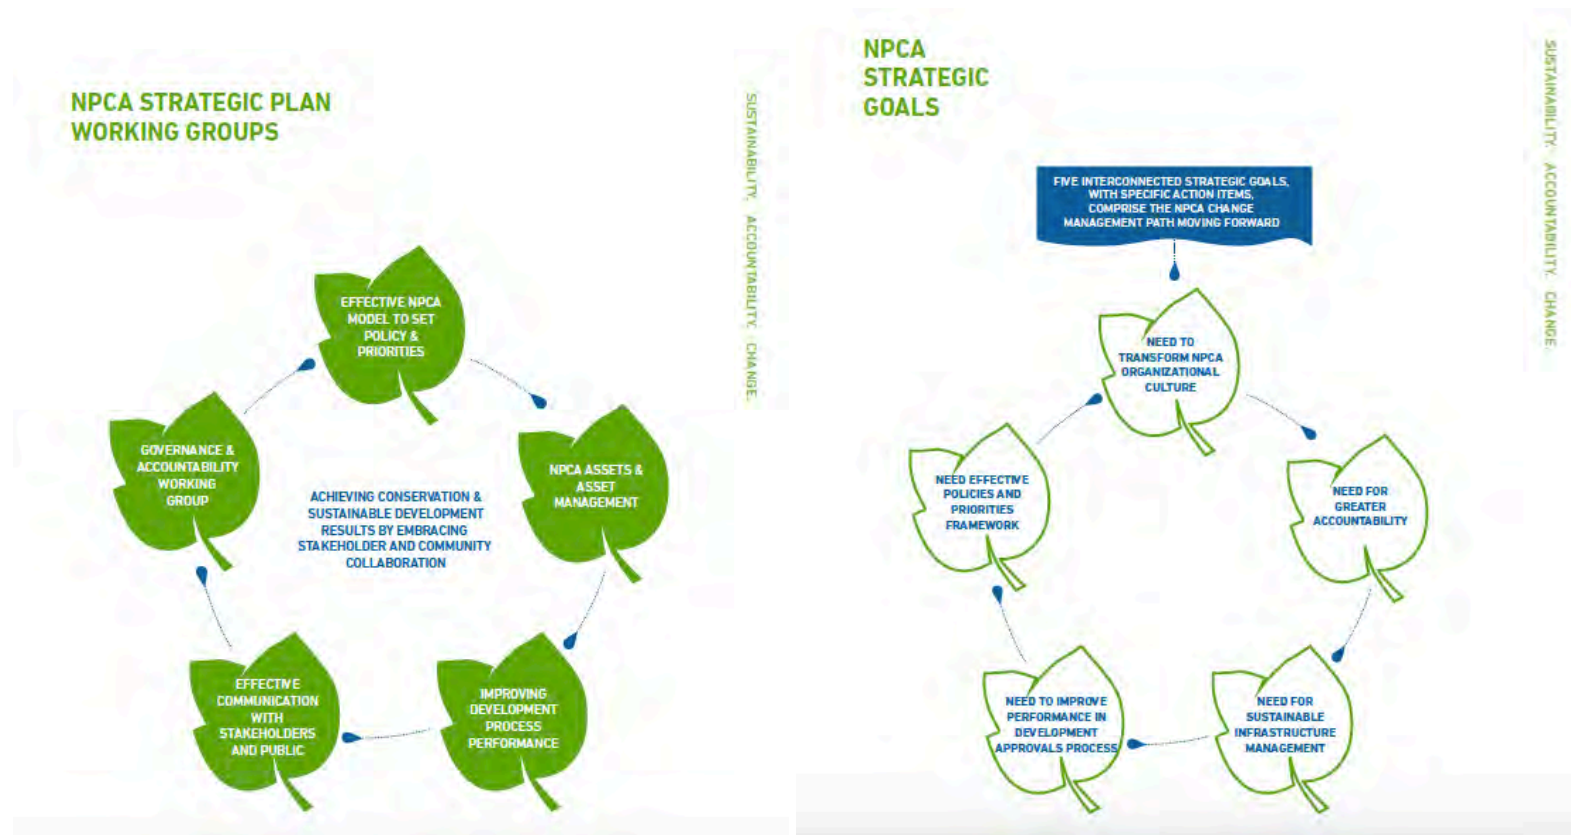 NPCA STRATEGIC PLAN
WORKING GROUPS
SUSTAINABILITY. ACCOUNTABILITY. CHANGE.
EFFECTIVE NPCA
MODEL TO SET
POLICY &
PRIORITIES
NPCA ASSETS &
ASSET
MANAGEMENT
IMPROVING
DEVELOPMENT
PROCESS
PERFORMANCE
EFFECTIVE
COMMUNICATION
WITH
STAKEHOLDERS
AND PUBLIC
GOVERNANCE &
ACCOUNTABILITY
WORKING
GROUP
ACHIEVING CONSERVATION &
SUSTAINABLE DEVELOPMENT
RESULTS BY EMBRACING
STAKEHOLDER AND COMMUNITY
COLLABORATION
NPCA
STRATEGIC
GOALS
SUSTAINABILITY. ACCOUNTABILITY. CHANGE.
FIVE INTERCONNECTED STRATEGIC GOALS,
WITH SPECIFIC ACTION ITEMS,
COMPRISE THE NPCA CHANGE
MANAGEMENT PATH MOVING FORWARD
NEED TO
TRANSFORM NPCA
ORGANIZATIONAL
CULTURE
NEED FOR
GREATER
ACCOUNTABILITY
NEED FOR
SUSTAINABLE
INFRASTRUCTURE
MANAGEMENT
NEED TO IMPROVE
PERFORMANCE IN
DEVELOPMENT
APPROVALS PROCESS
NEED EFFECTIVE
POLICIES AND
PRIORITIES
FRAMEWORK